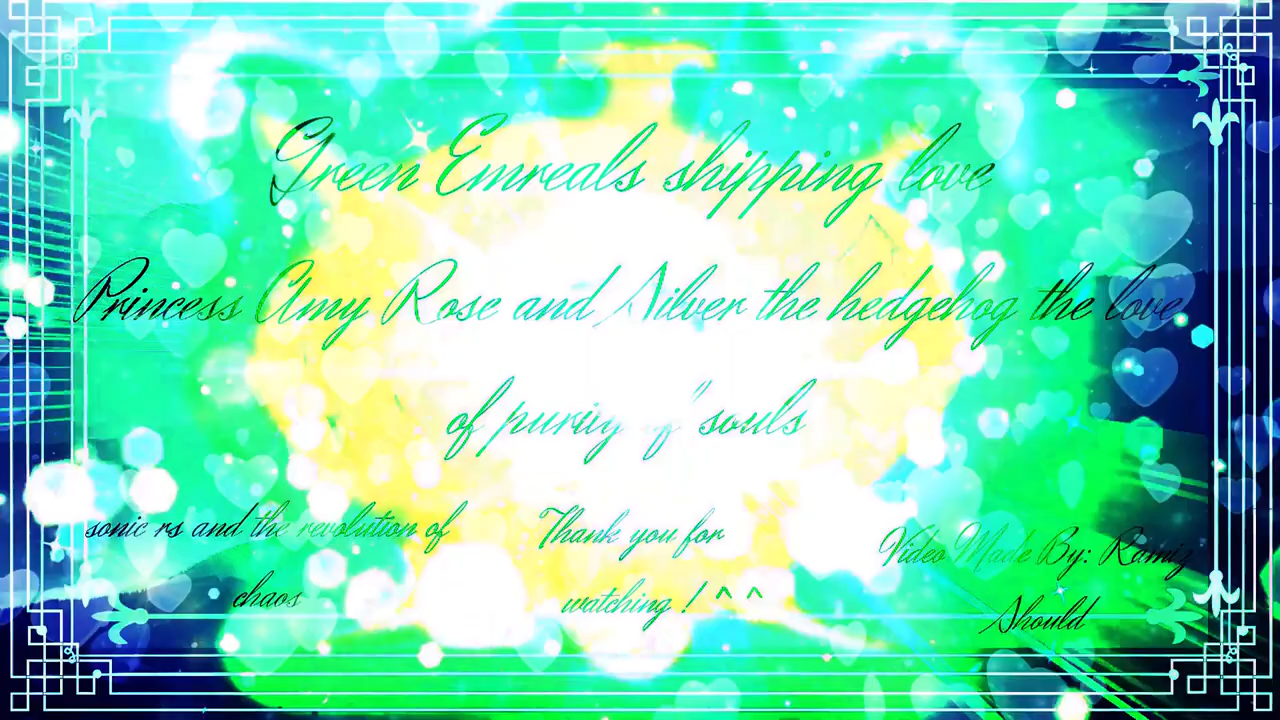 Green Emreals shipping love
Princess Amy Rose and Silver the hedgehog the love
of purity of " souls
sonic rs and the revolution of
chaos
Thank you for
watching ! ^ ^
Video Made By: Ramiz
Should